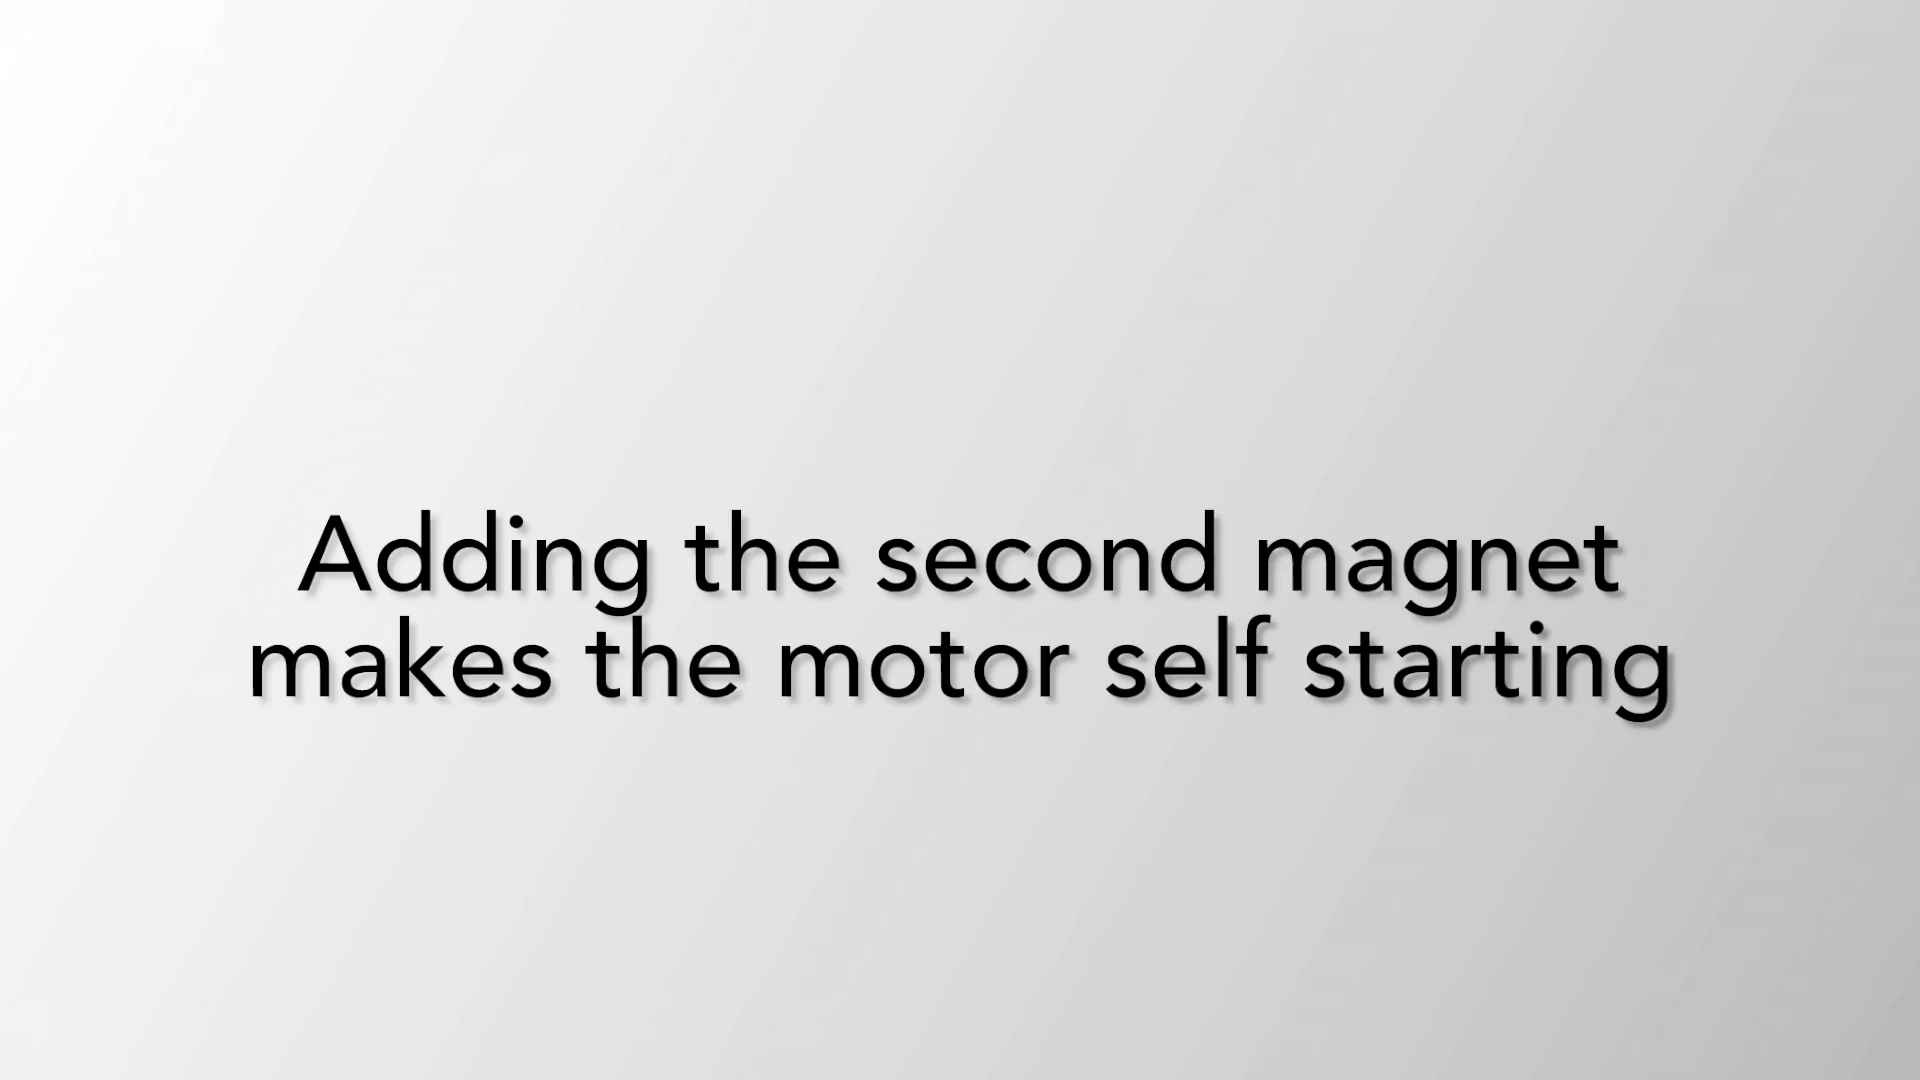 Adding the second magnet
makes the motor self starting